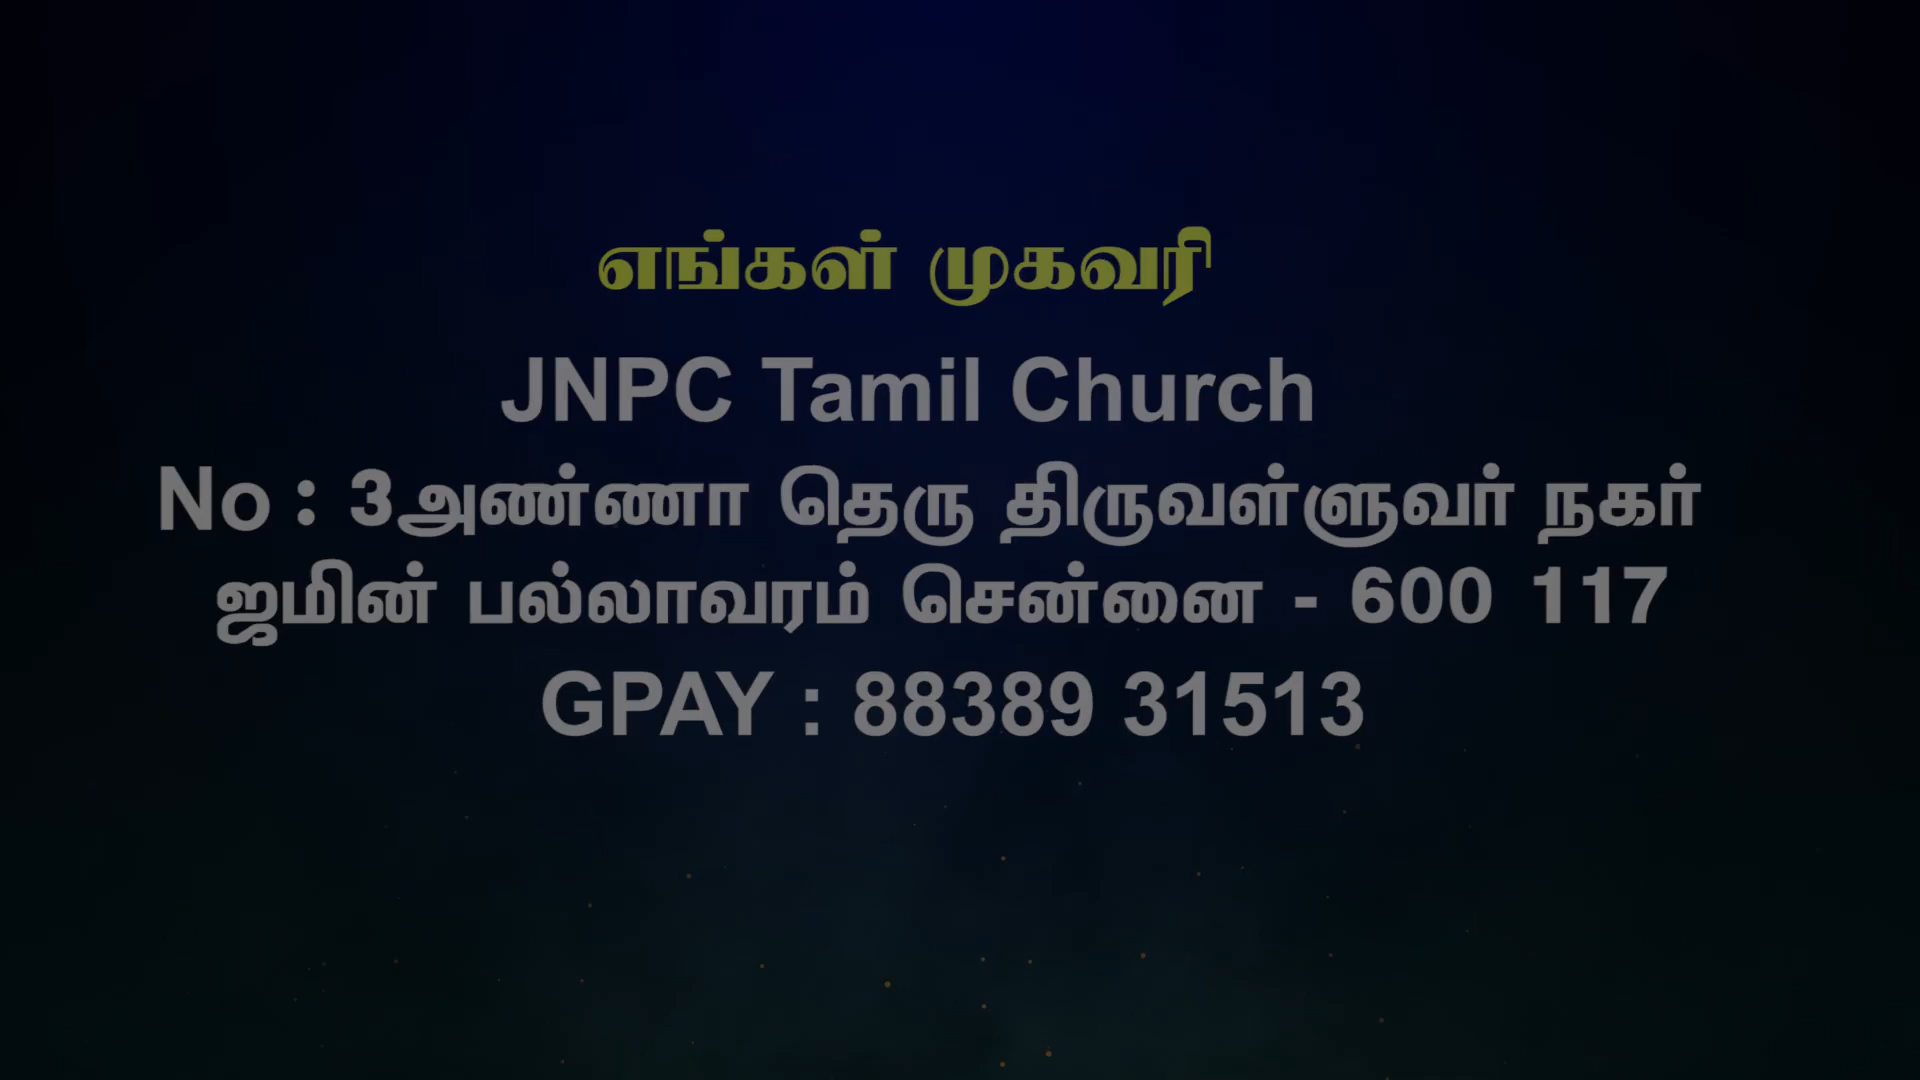 எங்கள் முகவரி
JNPC Tamil Church
No : 3அண்ணா தெரு திருவள்ளுவர் நகர்
ஜமின் பல்லாவரம் சென்னை - 600 117
GPAY : 88389 31513